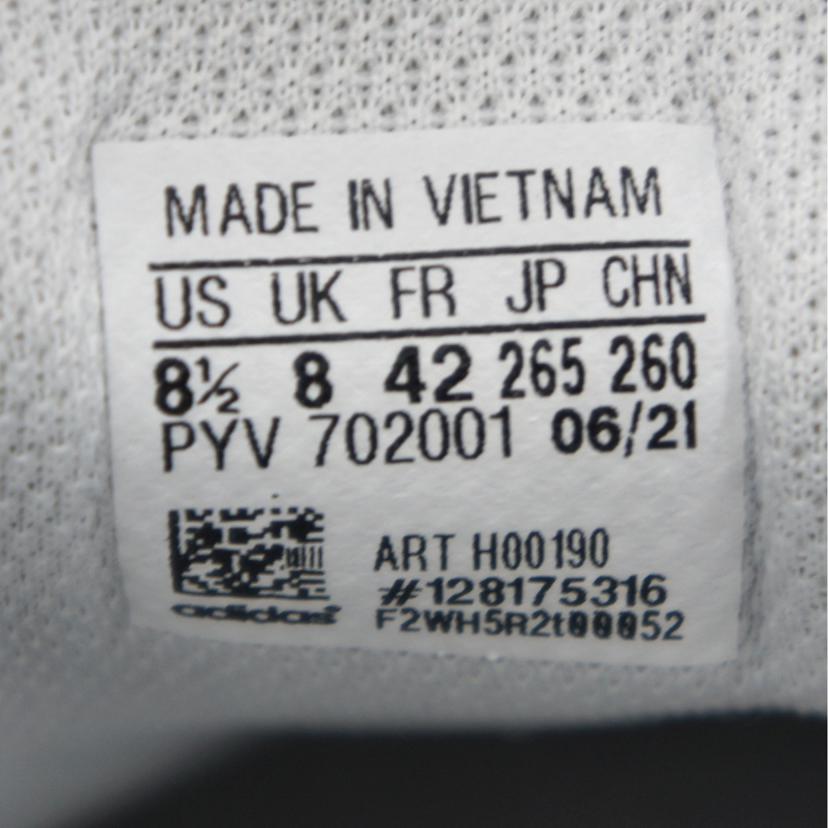 MADE IN VIETNAM
US UK FR JP CHN
8½ 8 42 265 260
PYV 702001 06/21
ART H00190
#128175316
F2WH5R2t00052
adidas